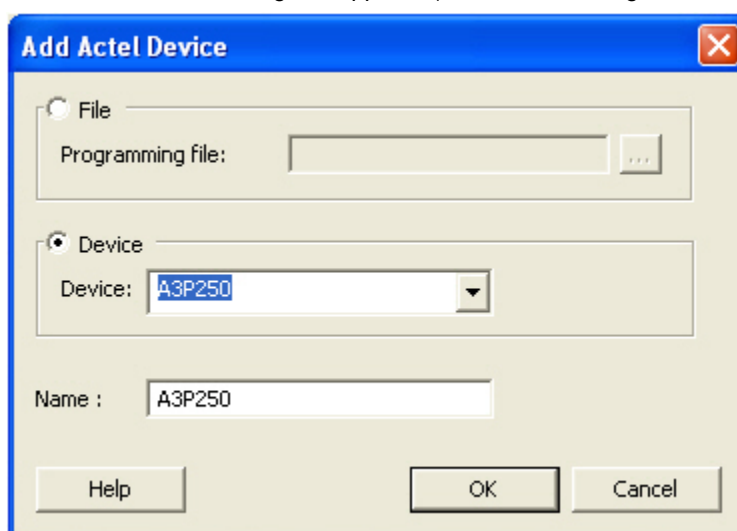 Add Actel Device
File
Programming file:
...
Device
Device: A3P250
Name : A3P250
Help OK Cancel